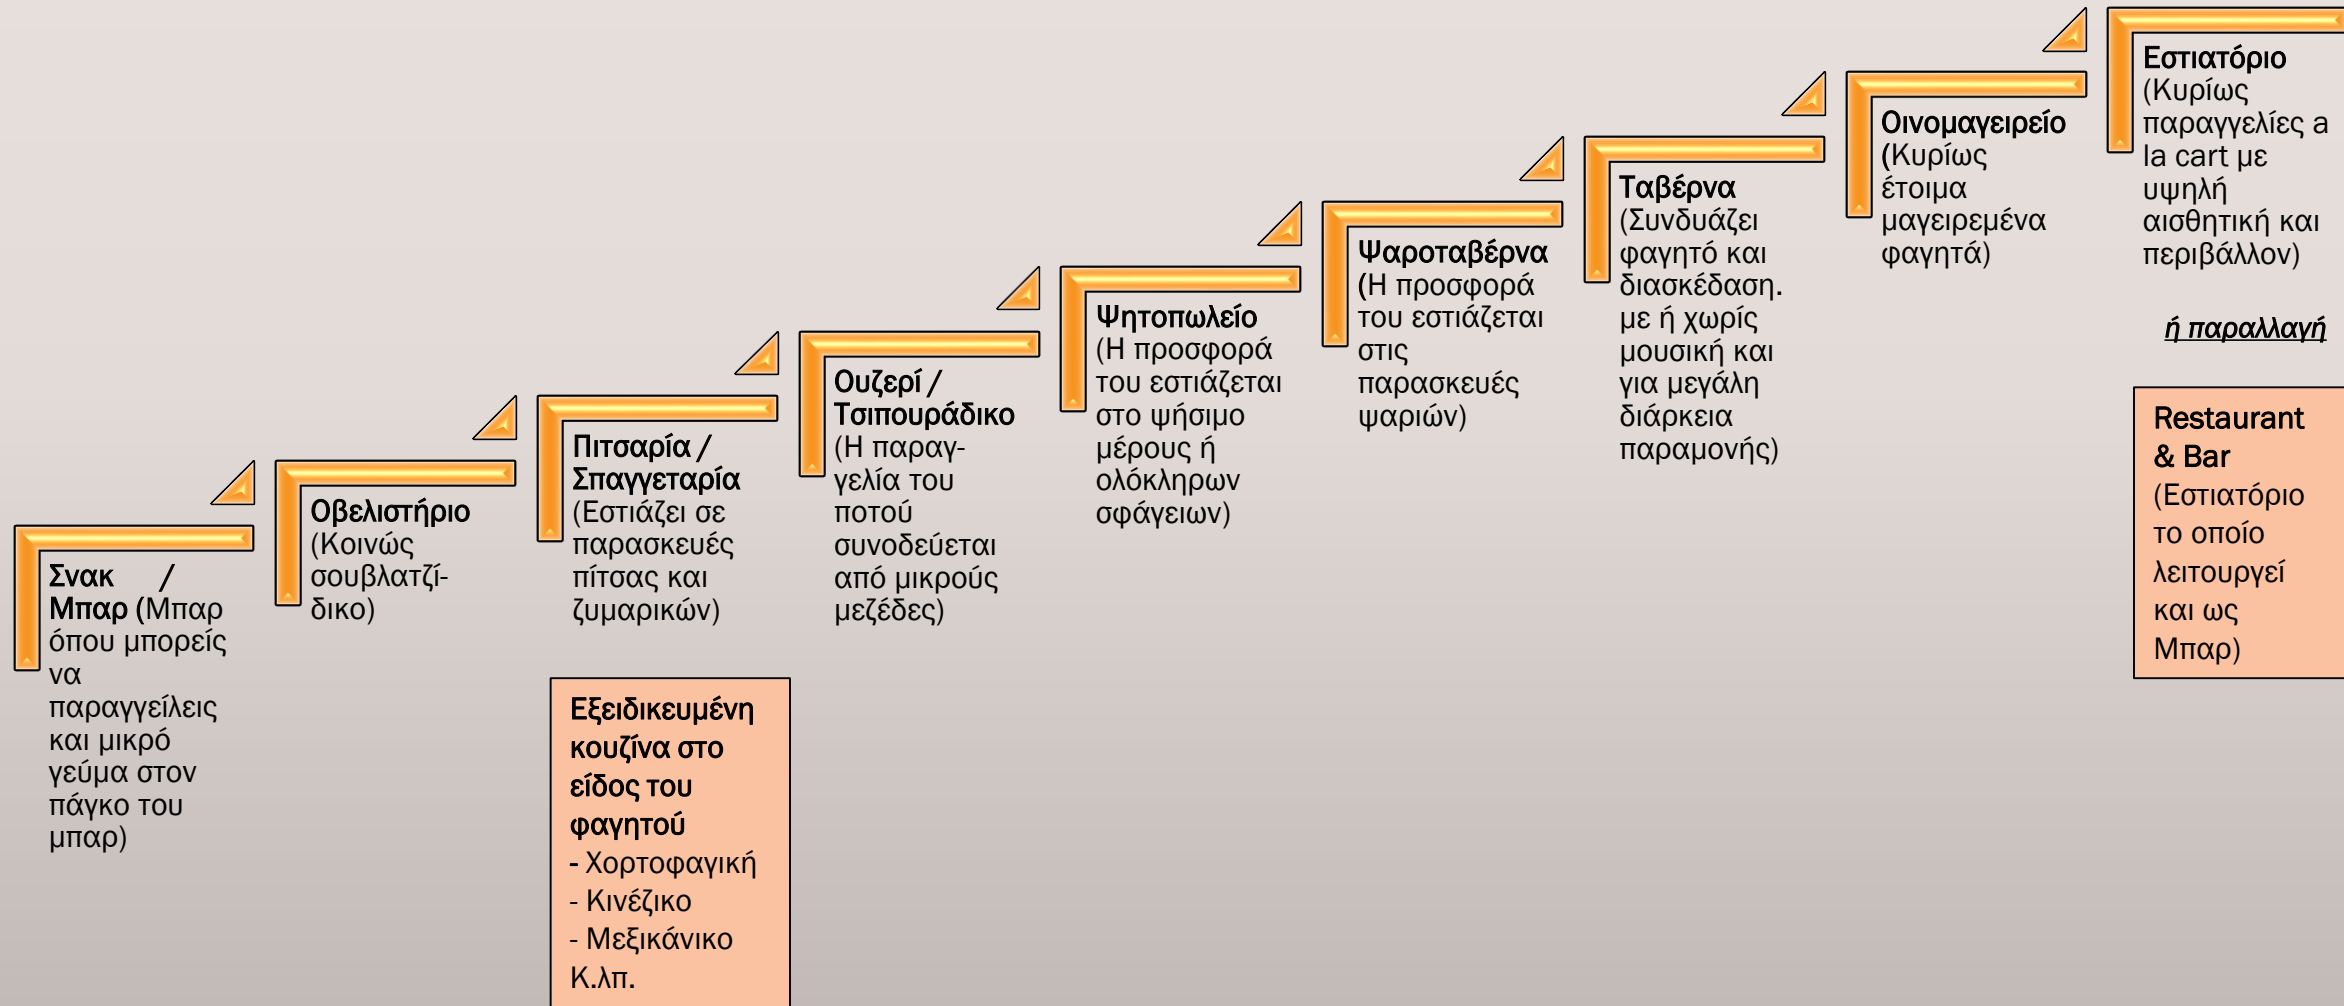 Σνακ /
Μπαρ (Μπαρ
όπου μπορείς
να
παραγγείλεις
και μικρό
γεύμα στον
πάγκο του
μπαρ)
Οβελιστήριο
(Κοινώς
σουβλατζί-
δικο)
Πιτσαρία /
Σπαγγεταρία
(Εστιάζει σε
παρασκευές
πίτσας και
ζυμαρικών)
Εξειδικευμένη
κουζίνα στο
είδος του
φαγητού
- Χορτοφαγική
- Κινέζικο
- Μεξικάνικο
Κ.λπ.
Ουζερί /
Τσιπουράδικο
(Η παραγ-
γελία του
ποτού
συνοδεύεται
από μικρούς
μεζέδες)
Ψητοπωλείο
(Η προσφορά
του εστιάζεται
στο ψήσιμο
μέρους ή
ολόκληρων
σφάγειων)
Ψαροταβέρνα
(Η προσφορά
του εστιάζεται
στις
παρασκευές
ψαριών)
Ταβέρνα
(Συνδυάζει
φαγητό και
διασκέδαση.
με ή χωρίς
μουσική και
για μεγάλη
διάρκεια
παραμονής)
Οινομαγειρείο
(Κυρίως
έτοιμα
μαγειρεμένα
φαγητά)
Εστιατόριο
(Κυρίως
παραγγελίες a
la cart με
υψηλή
αισθητική και
περιβάλλον)
ή παραλλαγή
Restaurant
& Bar
(Εστιατόριο
το οποίο
λειτουργεί
και ως
Μπαρ)